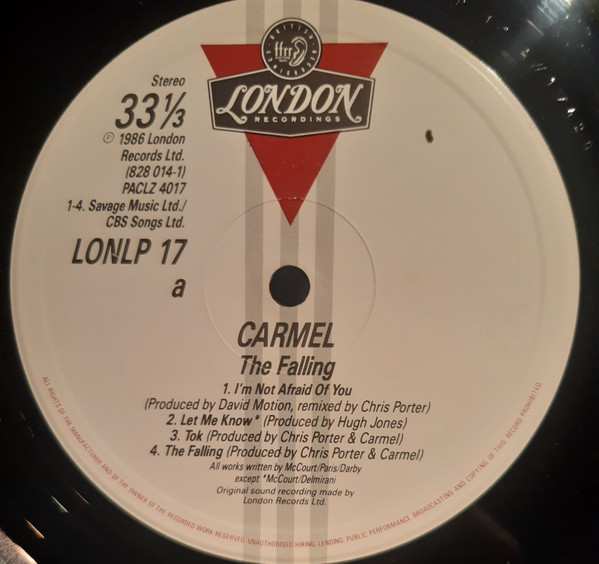 BRITISH
ffrr
LONDON
RECORDINGS
Stereo
33 1/3
℗ 1986 London
Records Ltd.
(828 014-1)
PACLZ 4017
1-4. Savage Music Ltd./
CBS Songs Ltd.
LONLP 17
a
CARMEL
The Falling
1. I'm Not Afraid Of You
(Produced by David Motion, remixed by Chris Porter)
2. Let Me Know* (Produced by Hugh Jones)
3. Tok (Produced by Chris Porter & Carmel)
4. The Falling (Produced by Chris Porter & Carmel)
All works written by McCourt/Paris/Darby
except *McCourt/Delmirani
Original sound recording made by
London Records Ltd.
ALL RIGHTS OF THE MANUFACTURER AND OF THE OWNER OF THE RECORDED WORK RESERVED. UNAUTHORISED HIRING, LENDING, PUBLIC PERFORMANCE, BROADCASTING AND COPYING OF THIS RECORD PROHIBITED.